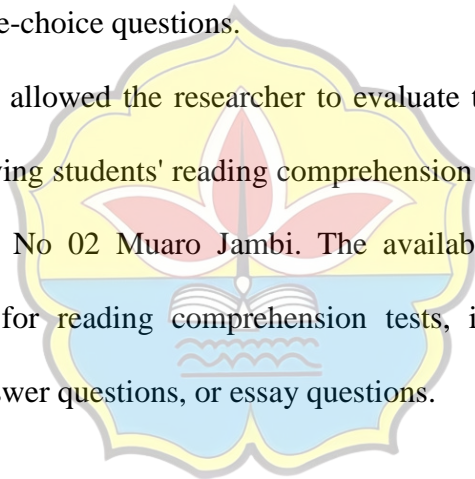 e-choice questions.
allowed the researcher to evaluate t
ving students' reading comprehension
No 02 Muaro Jambi. The availab
for reading comprehension tests, i
swer questions, or essay questions.